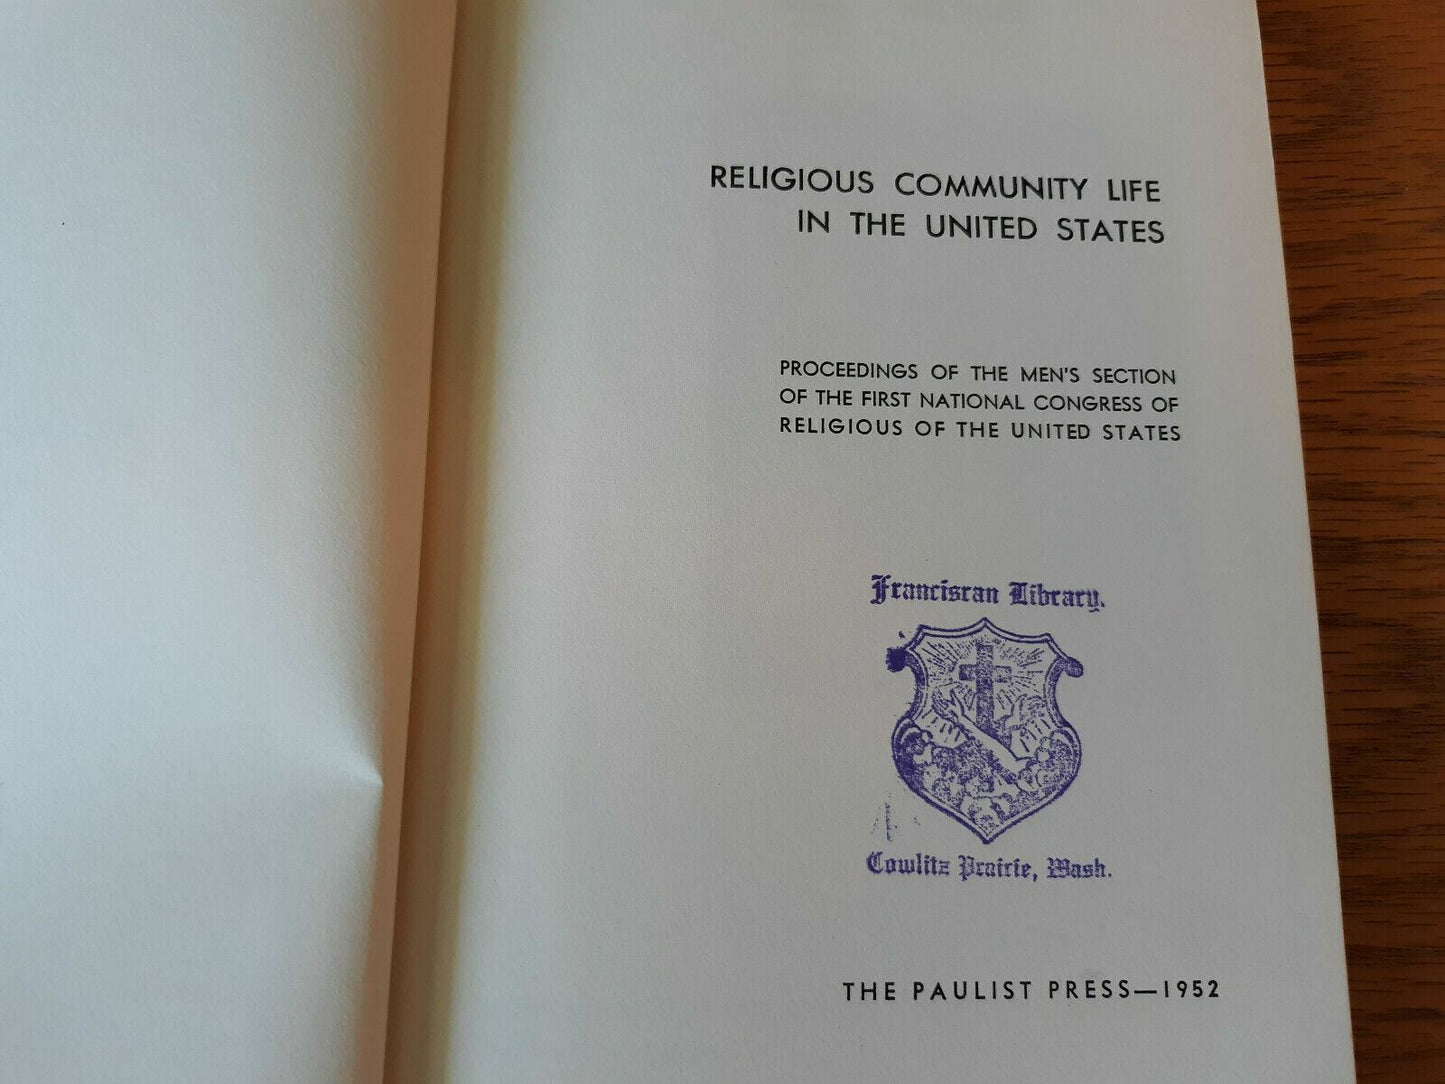 RELIGIOUS COMMUNITY LIFE
IN THE UNITED STATES
PROCEEDINGS OF THE MEN'S SECTION
OF THE FIRST NATIONAL CONGRESS OF
RELIGIOUS OF THE UNITED STATES
Franciscan Library.
Cowlitz Prairie, Wash.
THE PAULIST PRESS—1952